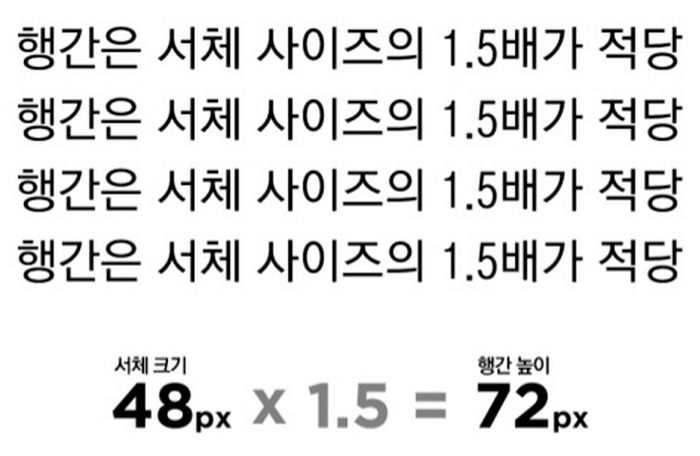 행간은 서체 사이즈의 1.5배가 적당
행간은 서체 사이즈의 1.5배가 적당
행간은 서체 사이즈의 1.5배가 적당
행간은 서체 사이즈의 1.5배가 적당
서체 크기 행간 높이
48px x 1.5 = 72px